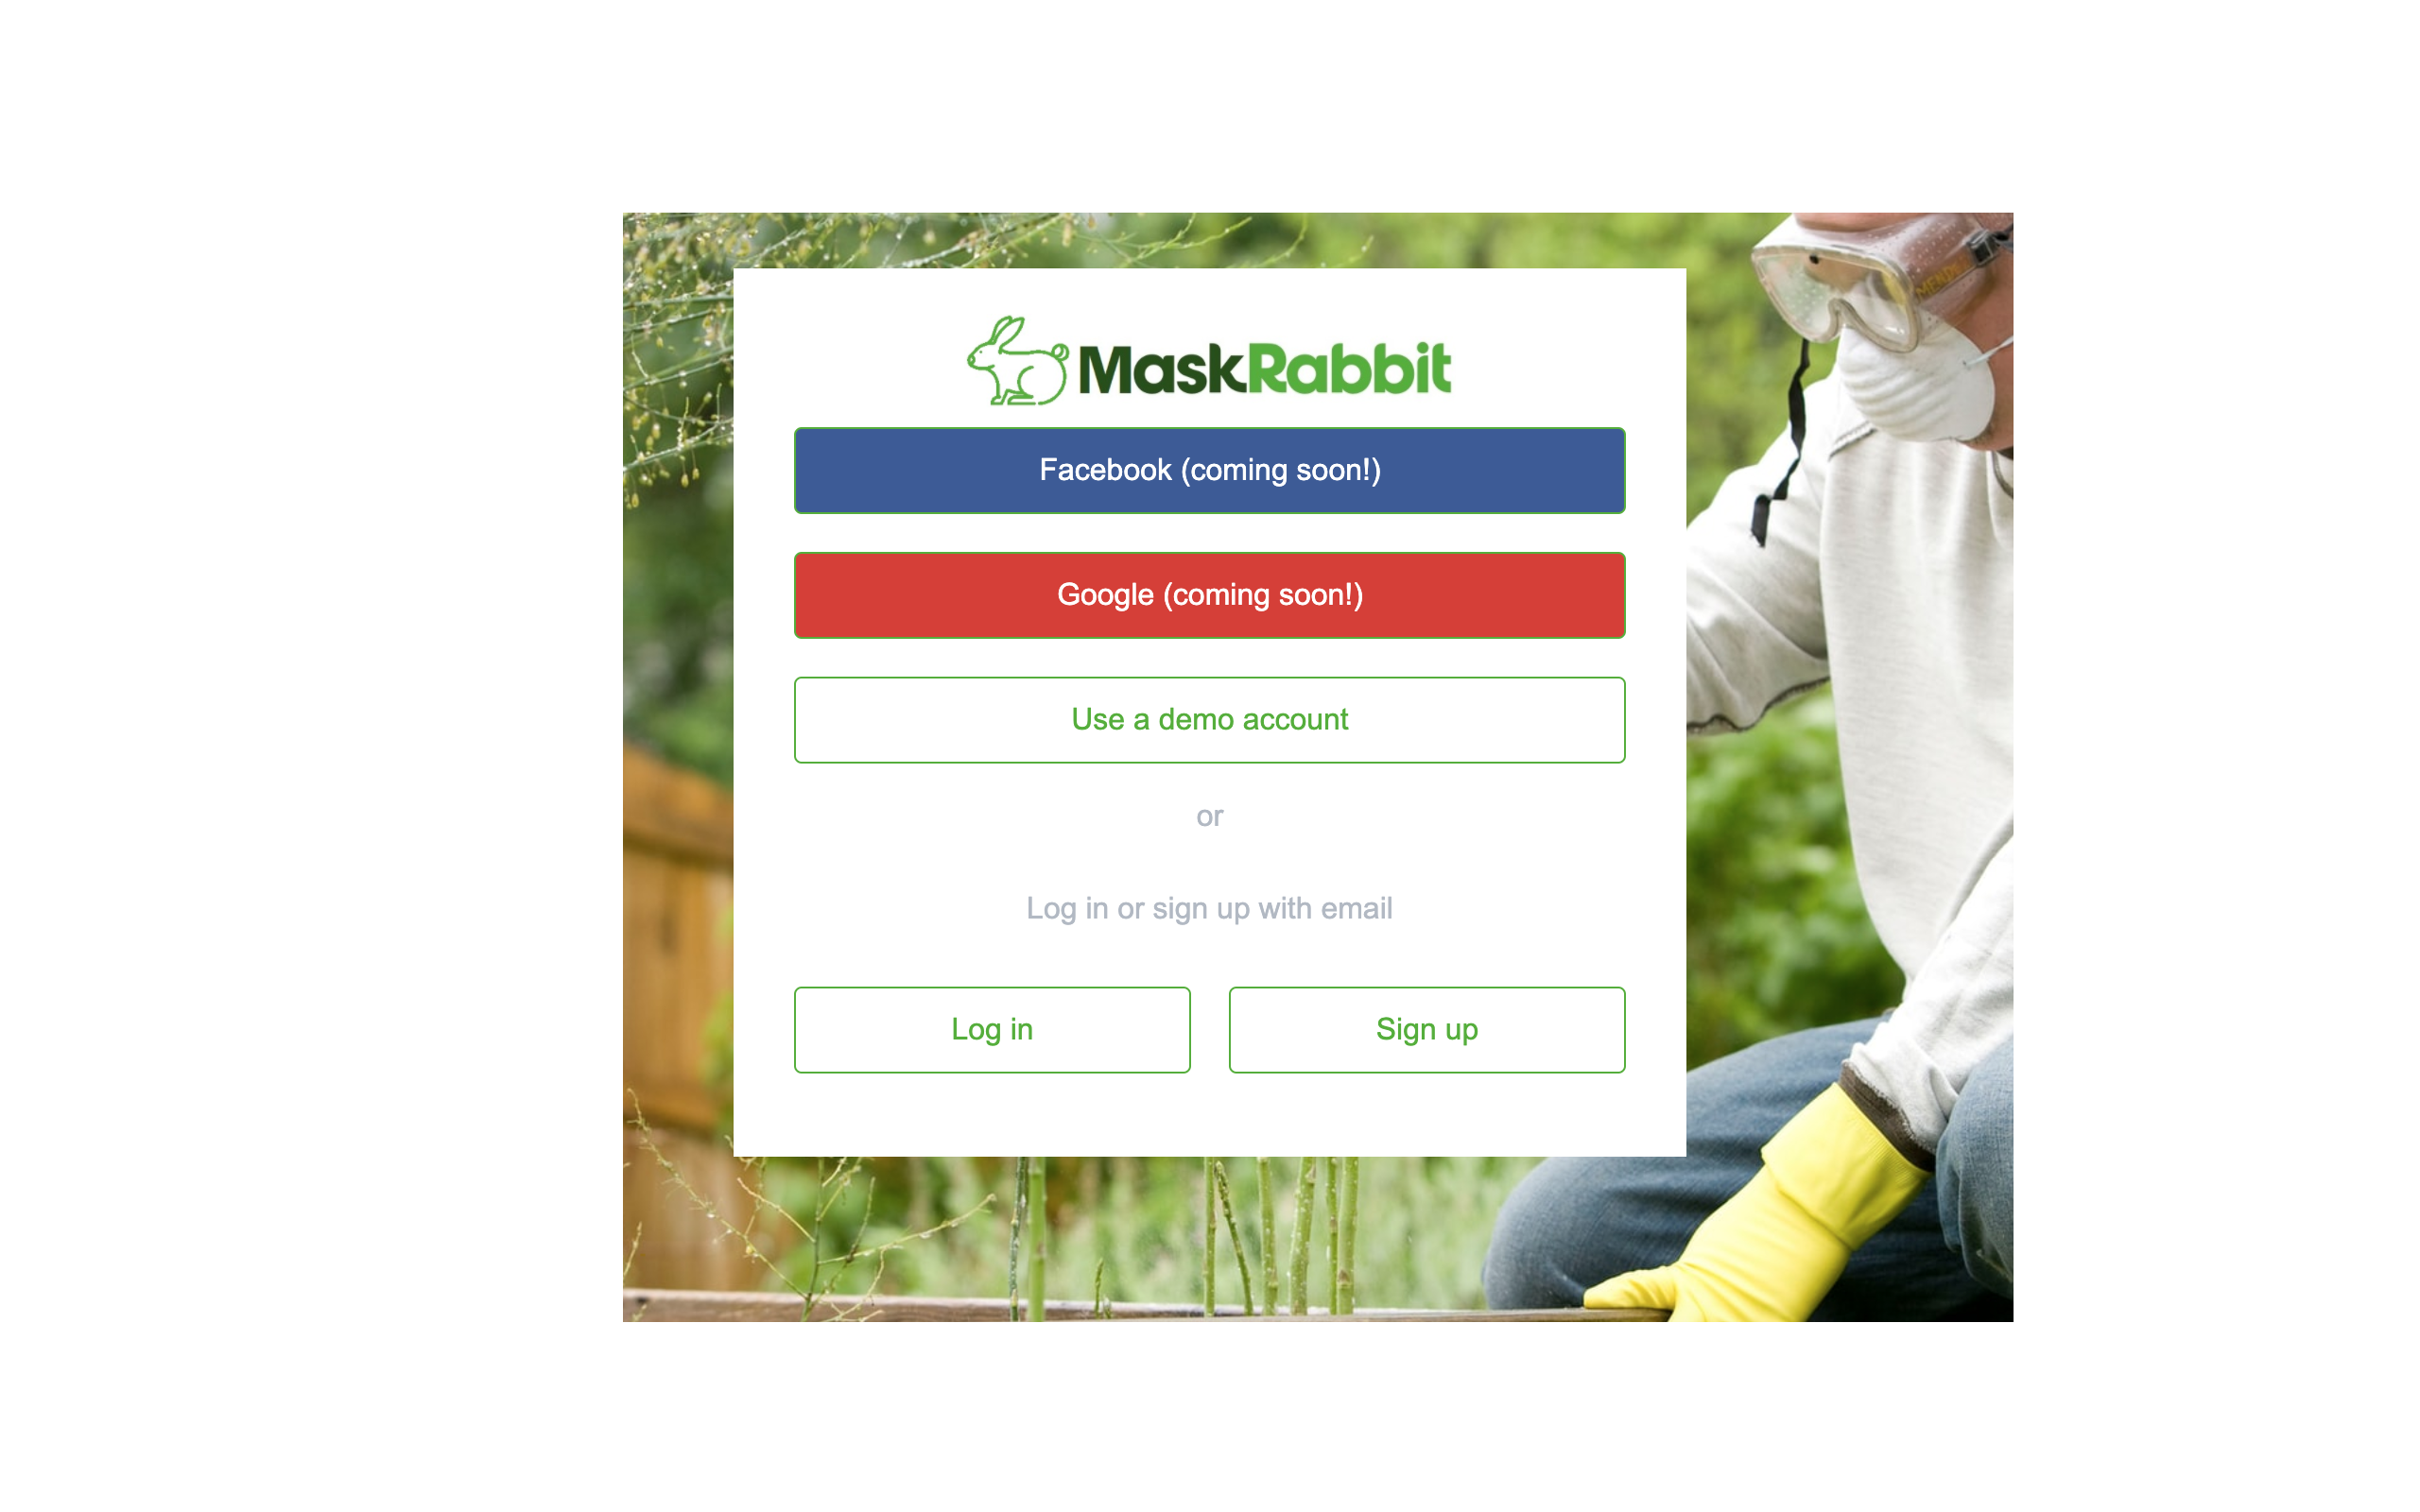 MaskRabbit
Facebook (coming soon!)
Google (coming soon!)
Use a demo account
or
Log in or sign up with email
Log in
Sign up